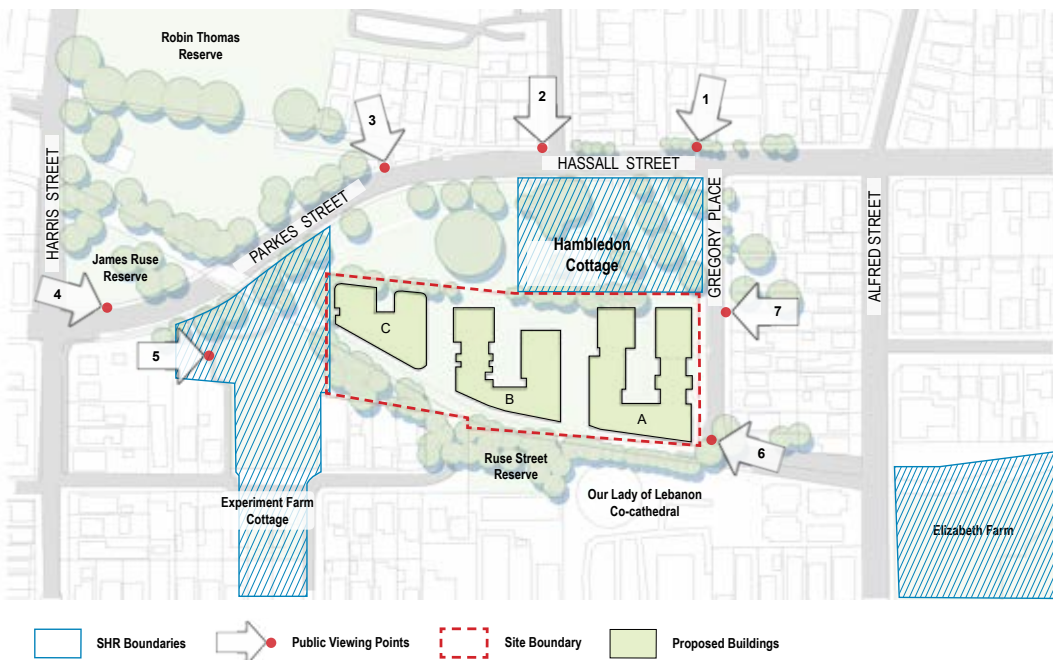 Robin Thomas
Reserve
1
2
3
HASSALL STREET
HARRIS STREET
PARKES STREET
GREGORY PLACE
ALFRED STREET
Hambledon
Cottage
James Ruse
Reserve
4
7
C
5
B
A
6
Ruse Street
Reserve
Our Lady of Lebanon
Co-cathedral
Experiment Farm
Cottage
Elizabeth Farm
SHR Boundaries
Public Viewing Points
Site Boundary
Proposed Buildings